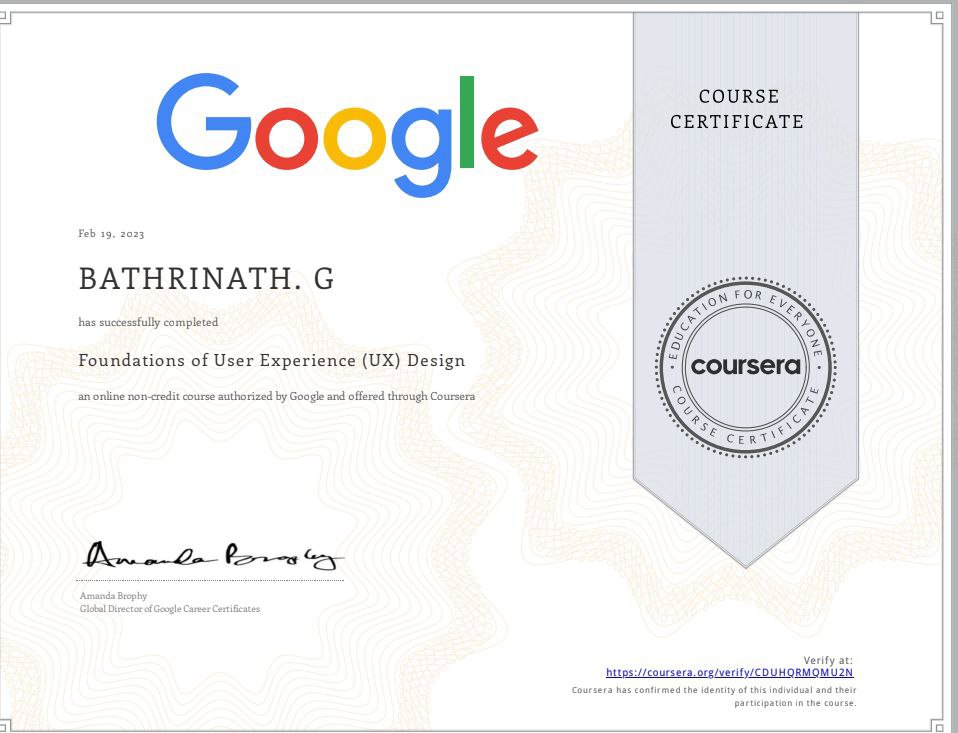 Google
COURSE
CERTIFICATE
Feb 19, 2023
BATHRINATH. G
has successfully completed
Foundations of User Experience (UX) Design
an online non-credit course authorized by Google and offered through Coursera
EDUCATION FOR EVERYONE
coursera
COURSE CERTIFICATE
Amanda Brophy
Amanda Brophy
Global Director of Google Career Certificates
Verify at:
https://coursera.org/verify/CDUHQRMQMU2N
Coursera has confirmed the identity of this individual and their
participation in the course.